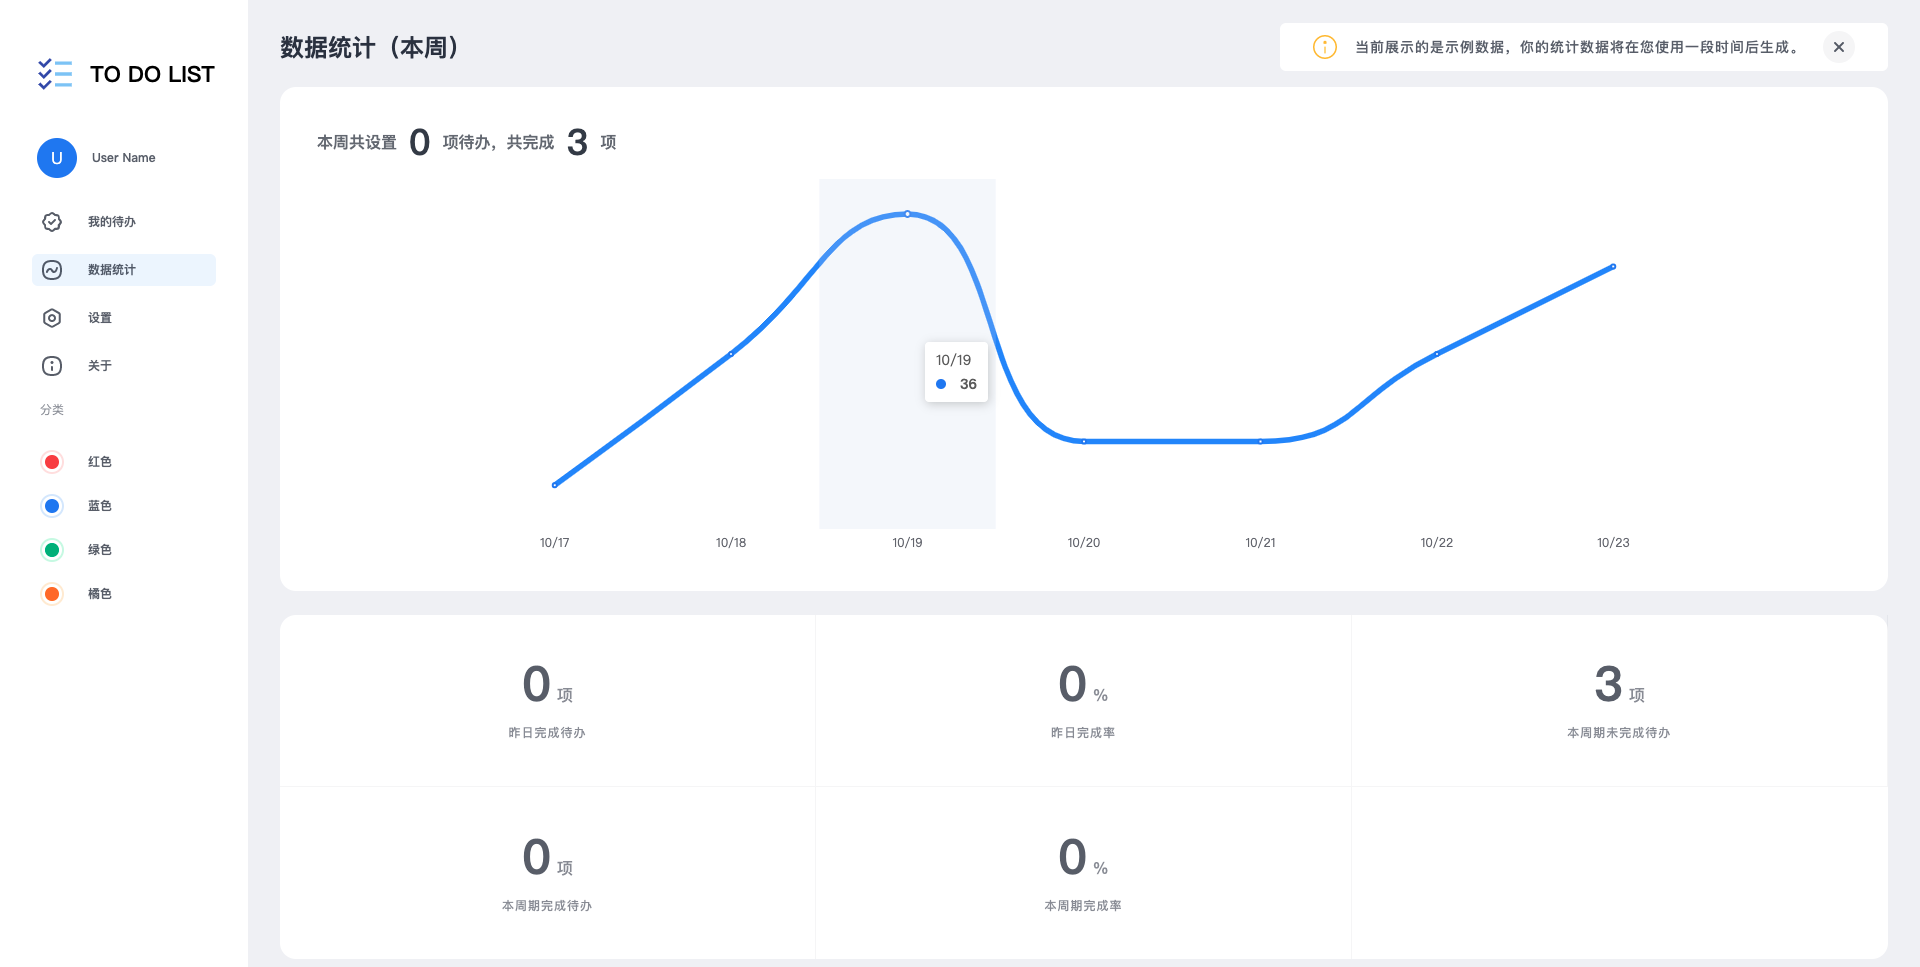 TO DO LIST
U
User Name
我的待办
数据统计
设置
关于
分类
红色
蓝色
绿色
橘色
数据统计（本周）
当前展示的是示例数据，你的统计数据将在您使用一段时间后生成。
本周共设置 0 项待办，共完成 3 项
10/19
36
10/17 10/18 10/19 10/20 10/21 10/22 10/23
0 项
昨日完成待办
0 %
昨日完成率
3 项
本周期未完成待办
0 项
本周期完成待办
0 %
本周期完成率